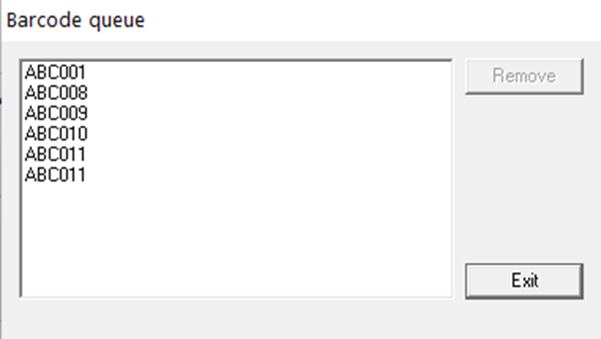 Barcode queue
ABC001
ABC008
ABC009
ABC010
ABC011
ABC011
Remove
Exit